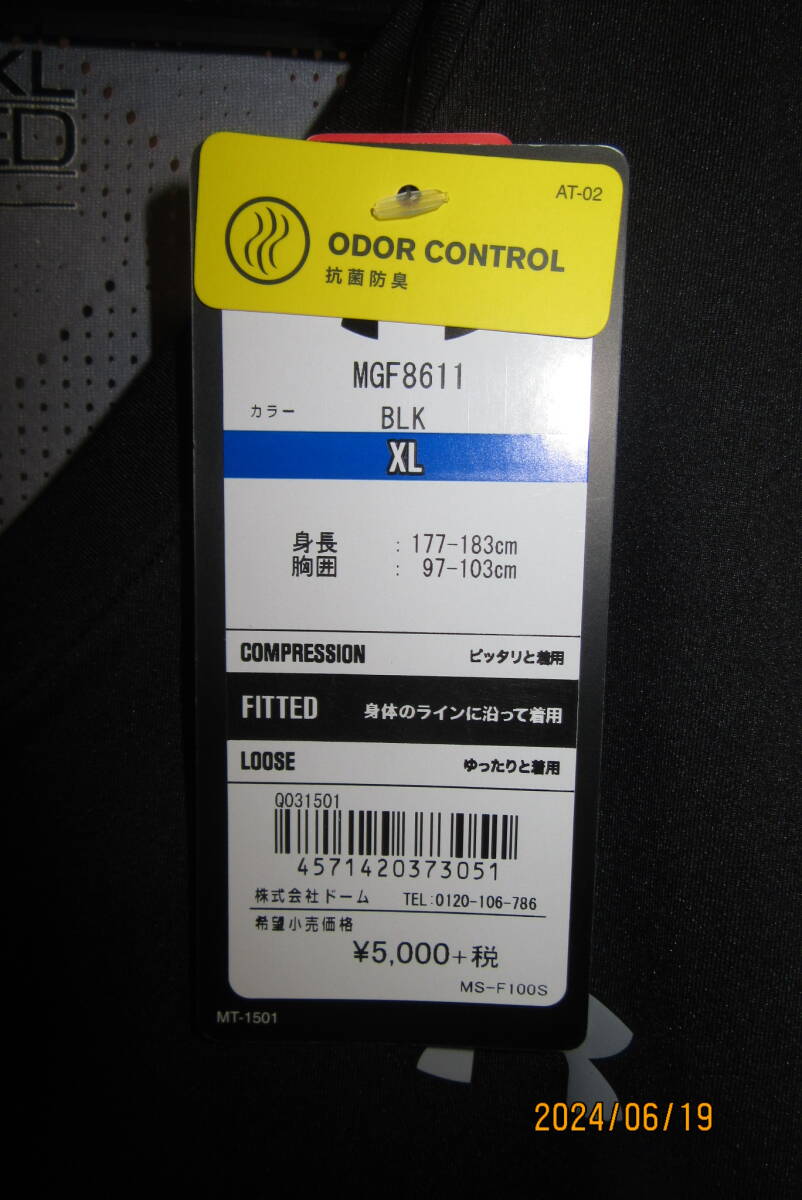 XL
ED
AT-02
ODOR CONTROL
抗菌防臭
MGF8611
カラー BLK
XL
身長 : 177-183cm
胸囲 : 97-103cm
COMPRESSION ピッタリと着用
FITTED 身体のラインに沿って着用
LOOSE ゆったりと着用
Q031501
4571420373051
株式会社ドーム TEL:0120-106-786
希望小売価格
¥5,000+税
MS-F100S
MT-1501
2024/06/19